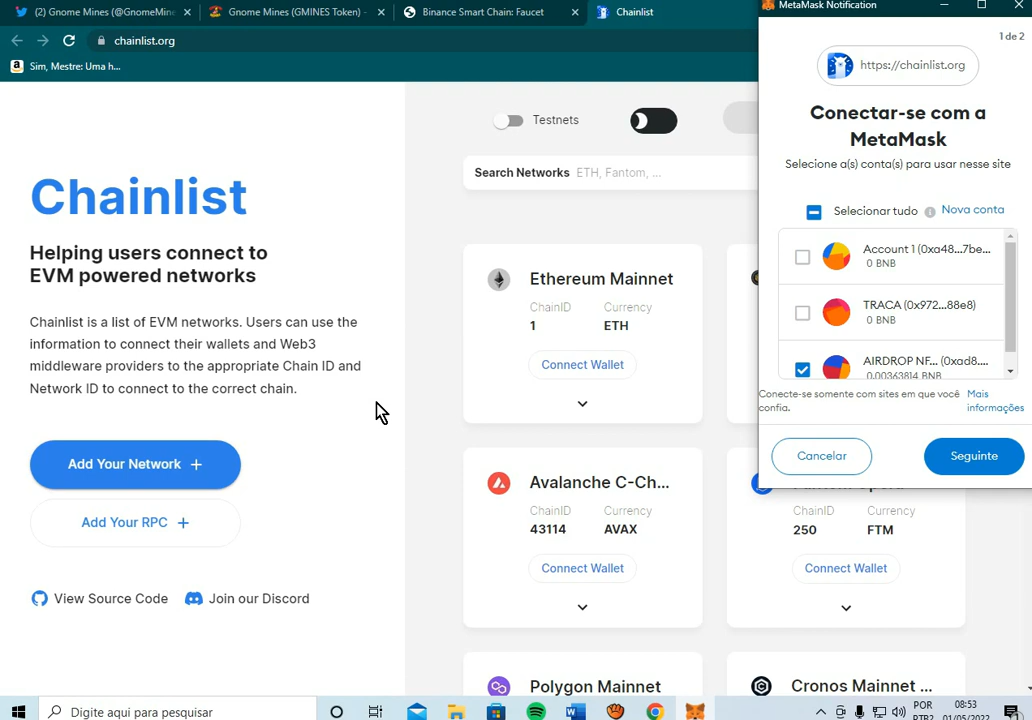 (2) Gnome Mines (@GnomeMine
Gnome Mines (GMINES Token) -
Binance Smart Chain: Faucet
Chainlist
chainlist.org
Sim, Mestre: Uma h...
Testnets
Search Networks ETH, Fantom, ...
Chainlist
Helping users connect to
EVM powered networks
Chainlist is a list of EVM networks. Users can use the
information to connect their wallets and Web3
middleware providers to the appropriate Chain ID and
Network ID to connect to the correct chain.
Add Your Network +
Add Your RPC +
View Source Code
Join our Discord
Ethereum Mainnet
ChainID Currency
1 ETH
Connect Wallet
Avalanche C-Ch...
ChainID Currency
43114 AVAX
Connect Wallet
ChainID Currency
250 FTM
Connect Wallet
Polygon Mainnet
Cronos Mainnet ...
MetaMask Notification
1 de 2
https://chainlist.org
Conectar-se com a
MetaMask
Selecione a(s) conta(s) para usar nesse site
Selecionar tudo
Nova conta
Account 1 (0xa48...7be...
0 BNB
TRACA (0x972...88e8)
0 BNB
AIRDROP NF... (0xad8....
0.00363814 BNB
Conecte-se somente com sites em que você
confia.
Mais
informações
Cancelar
Seguinte
Digite aqui para pesquisar
POR
PTB2
08:53
01/05/2022